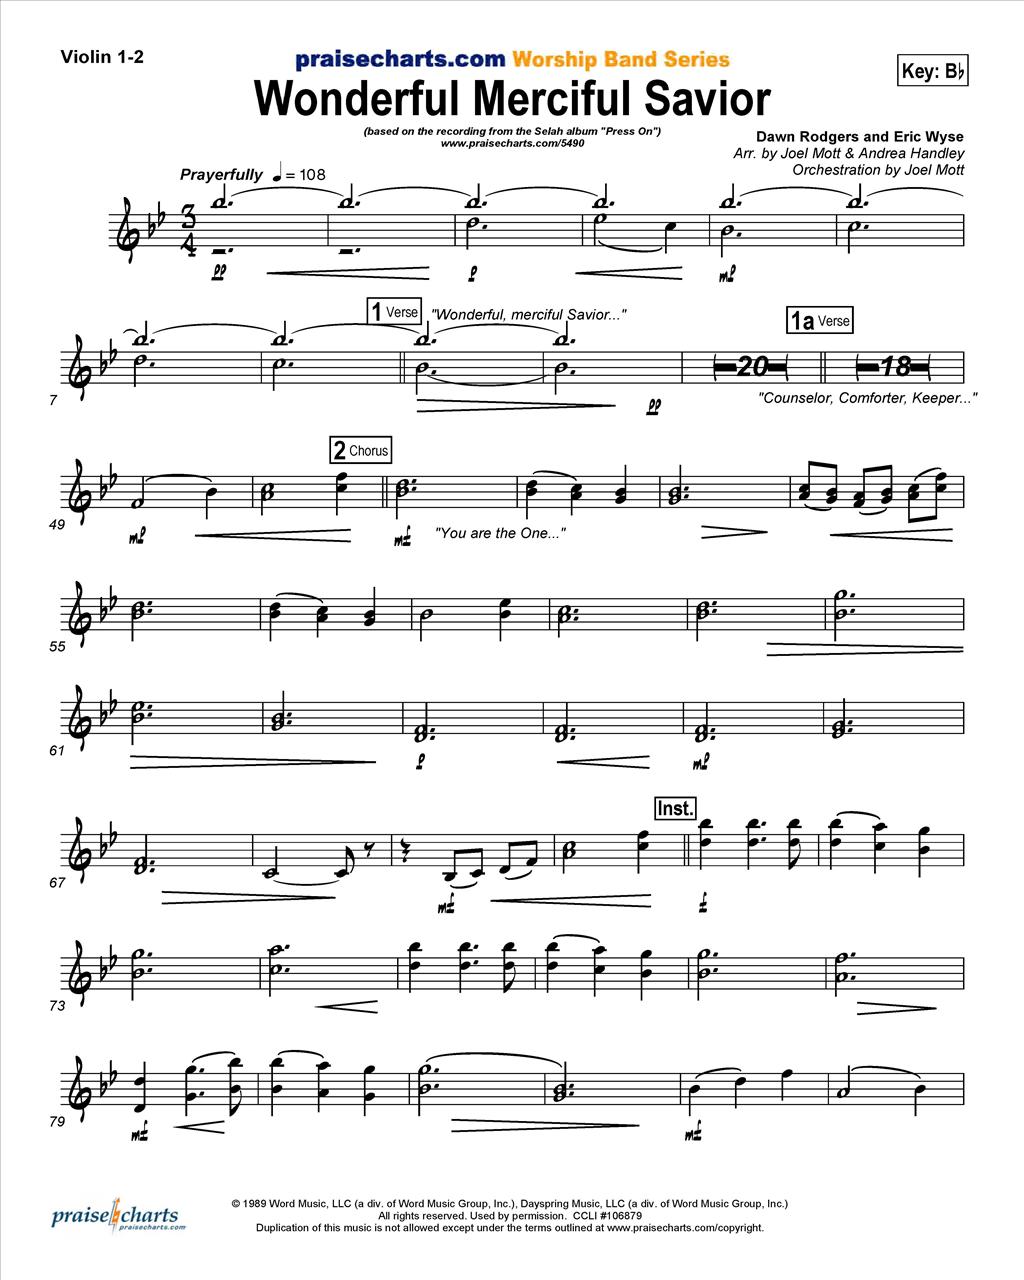 Violin 1-2
praisecharts.com Worship Band Series
Key: B♭
Wonderful Merciful Savior
(based on the recording from the Selah album "Press On")
www.praisecharts.com/5490
Dawn Rodgers and Eric Wyse
Arr. by Joel Mott & Andrea Handley
Orchestration by Joel Mott
Prayerfully ♩ = 108
3
4
pp p mp
1 Verse "Wonderful, merciful Savior..." 1a Verse
20 18
7 pp "Counselor, Comforter, Keeper..."
2 Chorus
49 mp mf "You are the One..."
55
61 p mp
Inst.
67 mf f
73
79 mf mf
© 1989 Word Music, LLC (a div. of Word Music Group, Inc.), Dayspring Music, LLC (a div. of Word Music Group, Inc.)
All rights reserved. Used by permission. CCLI #106879
Duplication of this music is not allowed except under the terms outlined at www.praisecharts.com/copyright.
praise charts
praisecharts.com